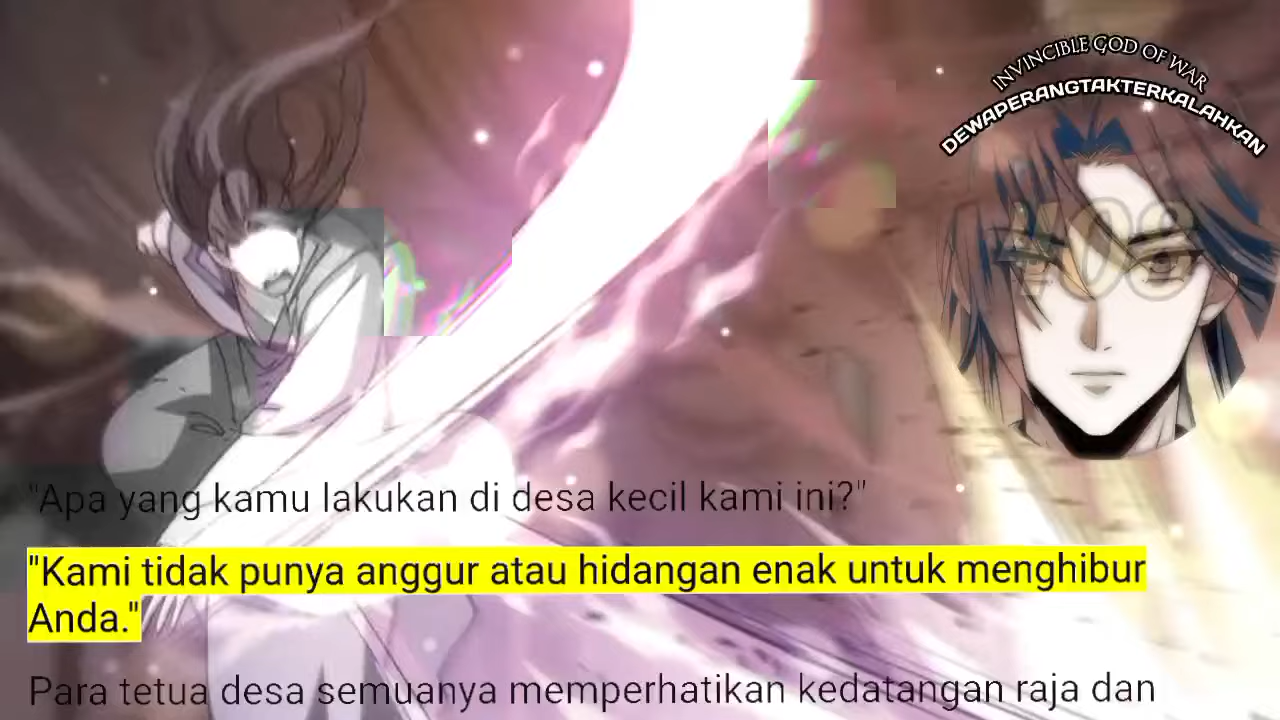 INVINCIBLE GOD OF WAR
DEWAPERANGTAKTERKALAHKAN
"Apa yang kamu lakukan di desa kecil kami ini?"
"Kami tidak punya anggur atau hidangan enak untuk menghibur
Anda."
Para tetua desa semuanya memperhatikan kedatangan raja dan